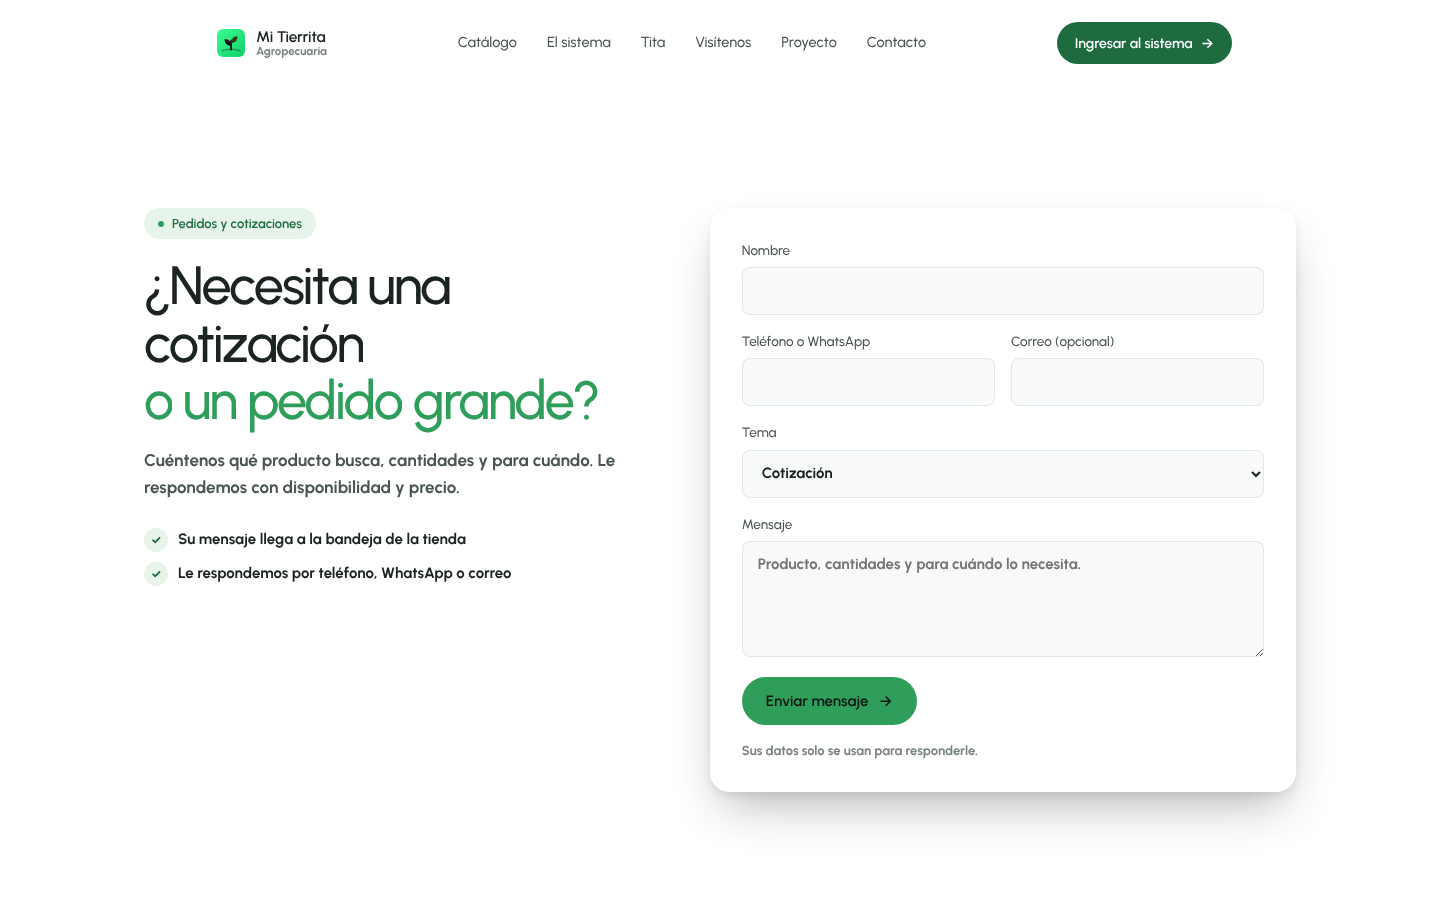 Mi Tierrita
Agropecuaria
Catálogo
El sistema
Tita
Visítenos
Proyecto
Contacto
Ingresar al sistema
Pedidos y cotizaciones
¿Necesita una
cotización
o un pedido grande?
Cuéntenos qué producto busca, cantidades y para cuándo. Le
respondemos con disponibilidad y precio.
Su mensaje llega a la bandeja de la tienda
Le respondemos por teléfono, WhatsApp o correo
Nombre
Teléfono o WhatsApp
Correo (opcional)
Tema
Cotización
Mensaje
Producto, cantidades y para cuándo lo necesita.
Enviar mensaje
Sus datos solo se usan para responderle.